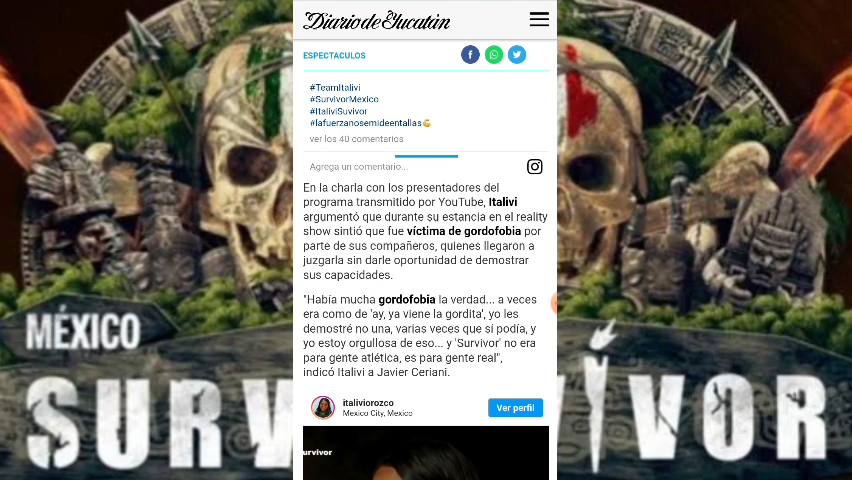 Diario de Yucatán
ESPECTACULOS
#TeamItalivi
#SurvivorMexico
#ItaliviSuvivor
#lafuerzanosemideentallas💪
ver los 40 comentarios
Agrega un comentario...
En la charla con los presentadores del
programa transmitido por YouTube, Italivi
argumentó que durante su estancia en el reality
show sintió que fue víctima de gordofobia por
parte de sus compañeros, quienes llegaron a
juzgarla sin darle oportunidad de demostrar
sus capacidades.
"Había mucha gordofobia la verdad... a veces
era como de 'ay, ya viene la gordita', yo les
demostré no una, varias veces que sí podía, y
yo estoy orgullosa de eso... y 'Survivor' no era
para gente atlética, es para gente real",
indicó Italivi a Javier Ceriani.
italiviorozco
Mexico City, Mexico
Ver perfil
urvivor
MÉXICO
SURV
VIVOR